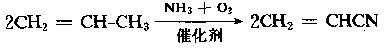 2CH₂ = CH-CH₃ NH₃ + O₂ 催化剂 → 2CH₂ = CHCN